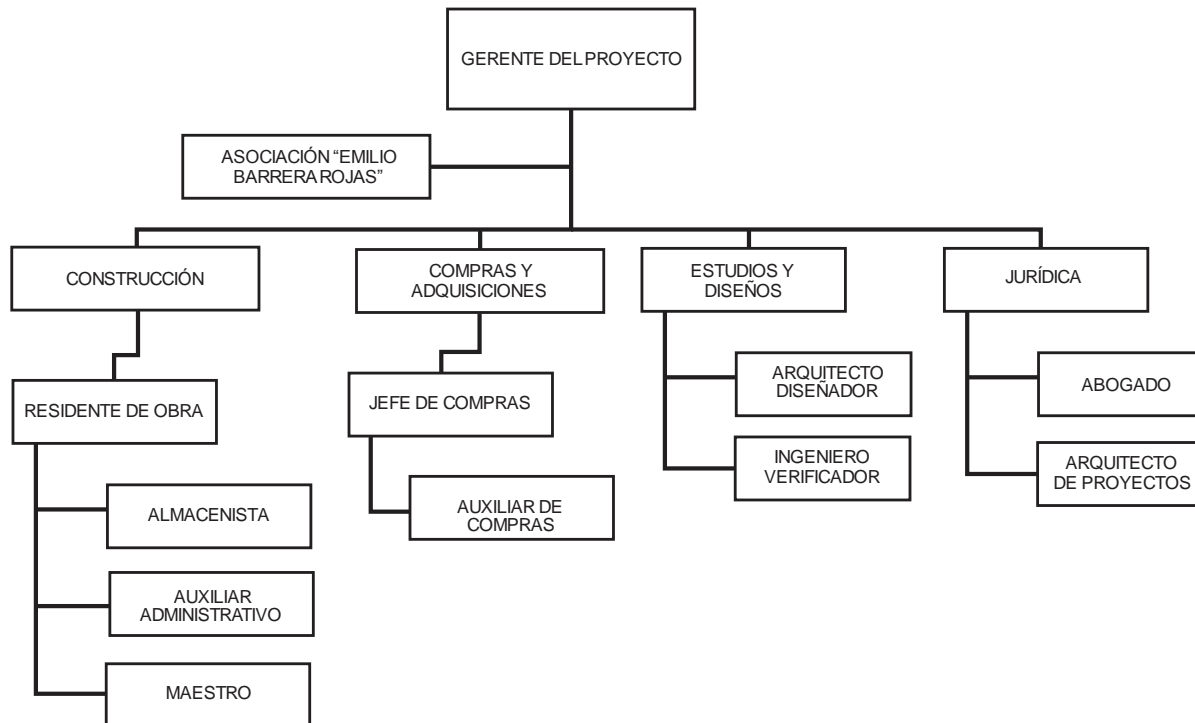 GERENTE DEL PROYECTO
ASOCIACIÓN “EMILIO
BARRERA ROJAS”
CONSTRUCCIÓN
COMPRAS Y
ADQUISICIONES
ESTUDIOS Y
DISEÑOS
JURÍDICA
RESIDENTE DE OBRA
JEFE DE COMPRAS
ARQUITECTO
DISEÑADOR
ABOGADO
INGENIERO
VERIFICADOR
ARQUITECTO
DE PROYECTOS
ALMACENISTA
AUXILIAR DE
COMPRAS
AUXILIAR
ADMINISTRATIVO
MAESTRO